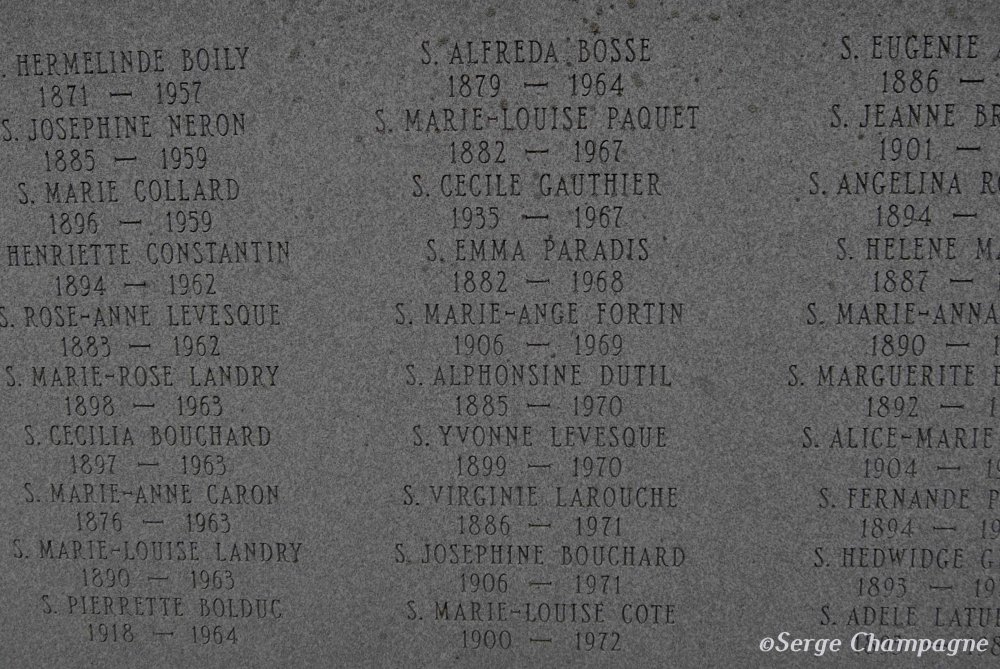 . HERMELINDE BOILY
1871 — 1957
S. JOSEPHINE NERON
1885 — 1959
S. MARIE COLLARD
1896 — 1959
HENRIETTE CONSTANTIN
1894 — 1962
S. ROSE-ANNE LEVESQUE
1883 — 1962
S. MARIE-ROSE LANDRY
1898 — 1963
S. CECILIA BOUCHARD
1897 — 1963
S. MARIE-ANNE CARON
1876 — 1963
S. MARIE-LOUISE LANDRY
1890 — 1963
S. PIERRETTE BOLDUC
1918 — 1964
S. ALFREDA BOSSE
1879 — 1964
S. MARIE-LOUISE PAQUET
1882 — 1967
S. CECILE GAUTHIER
1935 — 1967
S. EMMA PARADIS
1882 — 1968
S. MARIE-ANGE FORTIN
1906 — 1969
S. ALPHONSINE DUTIL
1885 — 1970
S. YVONNE LEVESQUE
1899 — 1970
S. VIRGINIE LAROUCHE
1886 — 1971
S. JOSEPHINE BOUCHARD
1906 — 1971
S. MARIE-LOUISE COTE
1900 — 1972
S. EUGENIE
1886 —
S. JEANNE BR
1901 —
S. ANGELINA
1894 —
S. HELENE
1887 —
S. MARIE-ANNA
1890 —
S. MARGUERITE
1892 —
S. ALICE-MARIE
1904 —
S. FERNANDE
1894 —
S. HEDWIDGE G
1893 —
S. ADELE
©Serge Champagne